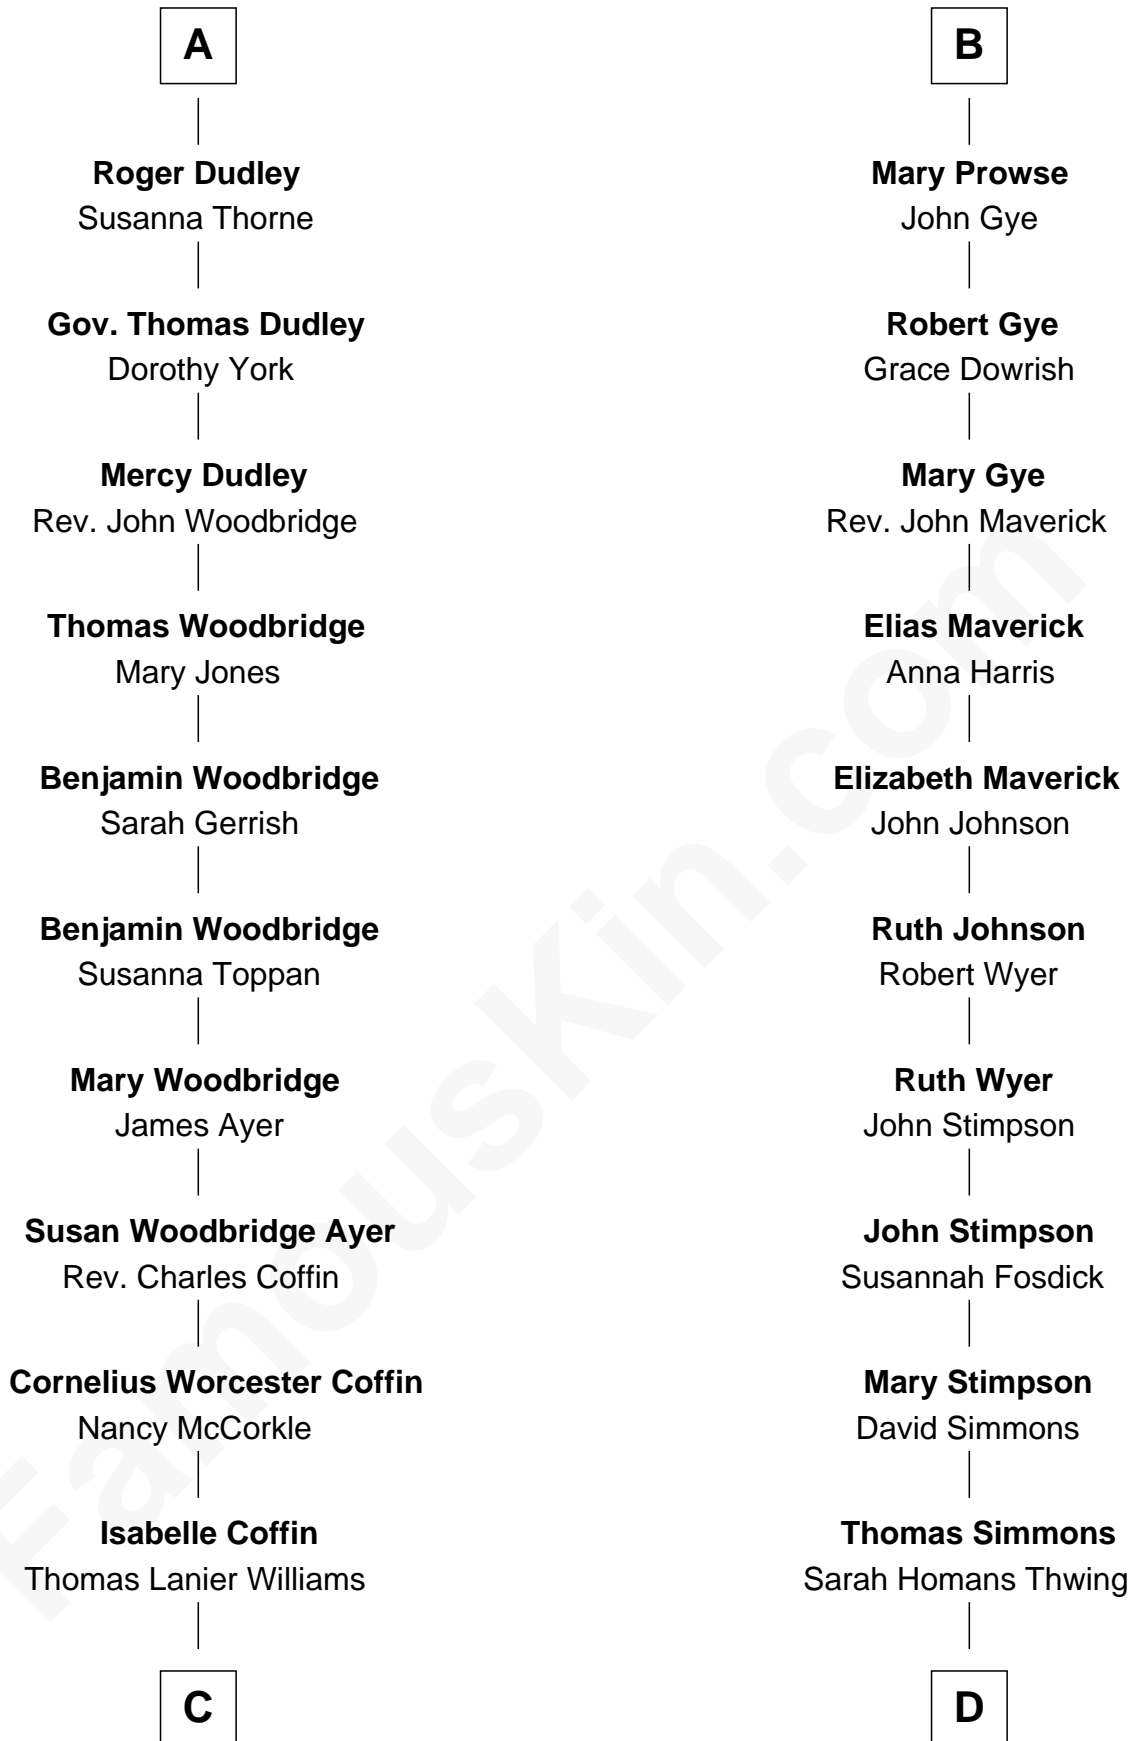 A
Roger Dudley
Susanna Thorne
Gov. Thomas Dudley
Dorothy York
Mercy Dudley
Rev. John Woodbridge
Thomas Woodbridge
Mary Jones
Benjamin Woodbridge
Sarah Gerrish
Benjamin Woodbridge
Susanna Toppan
Mary Woodbridge
James Ayer
Susan Woodbridge Ayer
Rev. Charles Coffin
Cornelius Worcester Coffin
Nancy McCorkle
Isabelle Coffin
Thomas Lanier Williams
C
B
Mary Prowse
John Gye
Robert Gye
Grace Dowrish
Mary Gye
Rev. John Maverick
Elias Maverick
Anna Harris
Elizabeth Maverick
John Johnson
Ruth Johnson
Robert Wyer
Ruth Wyer
John Stimpson
John Stimpson
Susannah Fosdick
Mary Stimpson
David Simmons
Thomas Simmons
Sarah Homans Thwing
D
FamousKin.com